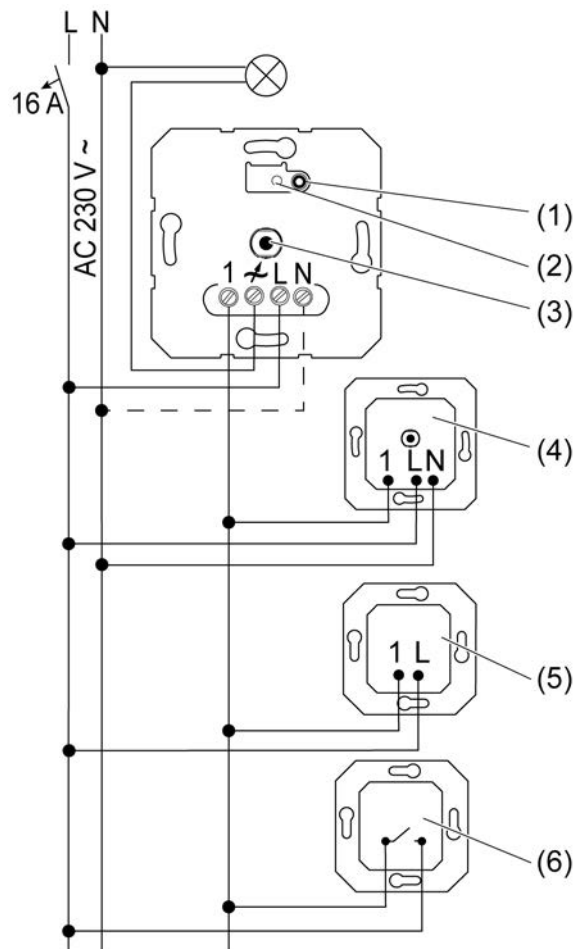 L N
16 A
AC 230 V ~
(1)
(2)
(3)
1 L N
(4)
1 L N
(5)
1 L
(6)